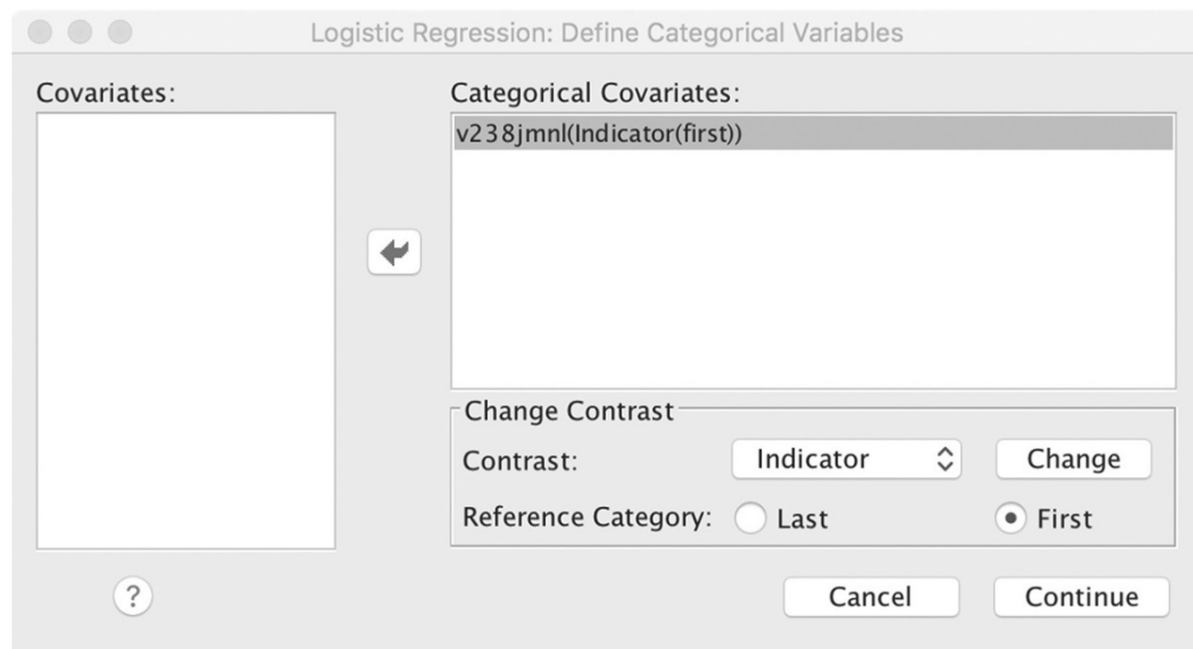 Logistic Regression: Define Categorical Variables
Covariates:
Categorical Covariates:
v238jmnl(Indicator(first))
Change Contrast
Contrast: Indicator Change
Reference Category: Last First
? Cancel Continue